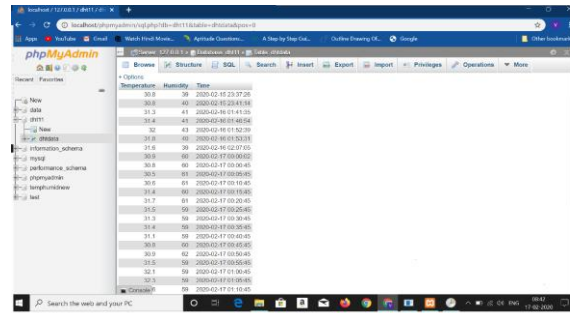 localhost / 127.0.0.1 / dht11 / dh
localhost/phpmyadmin/sql.php?db=dht11&table=dhtdata&pos=0
Apps YouTube Gmail Watch Hindi Movie... Aptitude Question... A Step by Step Gui... Outline Drawing Of... Google Other bookmarks
phpMyAdmin
Recent Favorites
New
data
dht11
New
dhtdata
information_schema
mysql
performance_schema
phpmyadmin
temphumidnew
test
Server: 127.0.0.1 » Database: dht11 » Table: dhtdata
Browse Structure SQL Search Insert Export Import Privileges Operations More
+ Options
Temperature Humidity Time
30.8 38 2020-02-15 23:37:26
30.8 40 2020-02-15 23:41:14
31.3 41 2020-02-16 01:41:35
31.4 41 2020-02-16 01:46:54
32 43 2020-02-16 01:52:39
31.8 40 2020-02-16 01:53:31
31.6 39 2020-02-16 02:07:05
30.8 60 2020-02-17 00:00:02
30.8 60 2020-02-17 00:00:45
30.5 61 2020-02-17 00:05:45
30.6 61 2020-02-17 00:10:45
31.4 60 2020-02-17 00:15:45
31.7 61 2020-02-17 00:20:45
31.5 59 2020-02-17 00:25:45
31.3 59 2020-02-17 00:30:45
31.4 59 2020-02-17 00:35:45
31.1 59 2020-02-17 00:40:45
30.8 60 2020-02-17 00:45:45
30.9 62 2020-02-17 00:50:45
31.5 59 2020-02-17 00:55:45
32.1 59 2020-02-17 01:00:45
32.3 59 2020-02-17 01:05:45
Console 59 2020-02-17 01:10:45
Search the web and your PC
ENG
09:42
17-02-2020